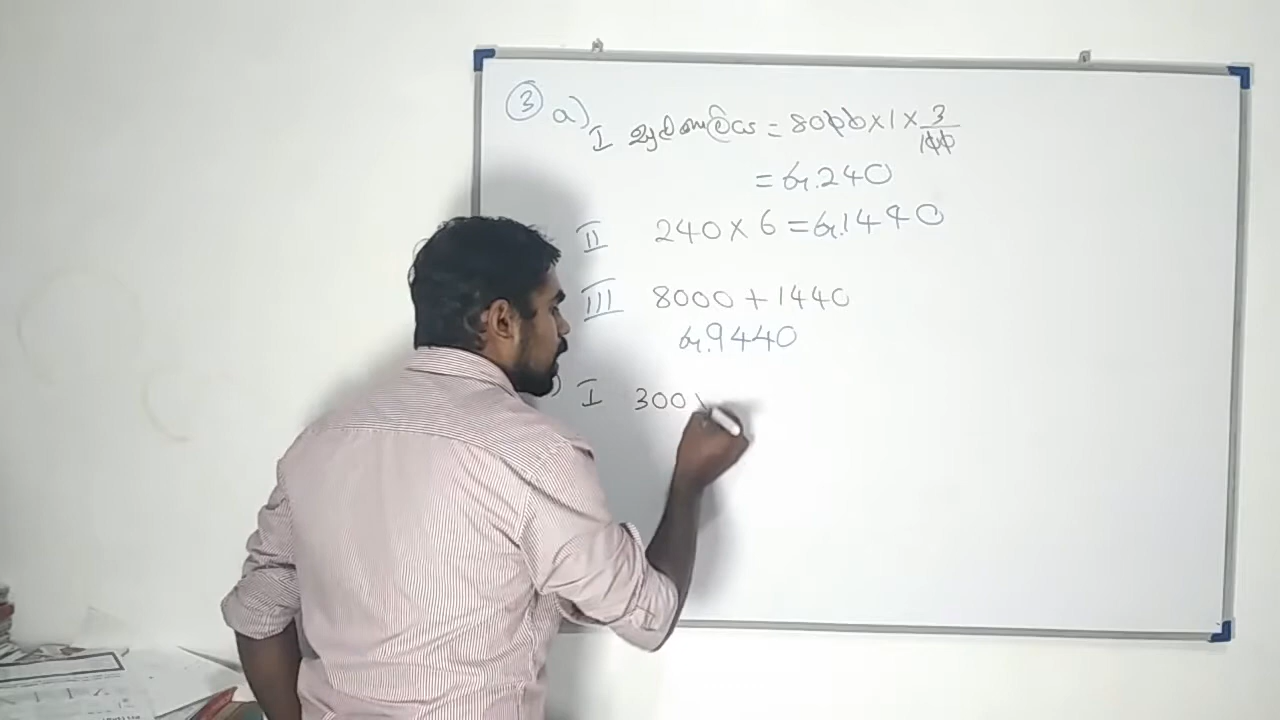 ③ a) I සුළු පොලිය = 8000 × 1 × 3/100
= රු.240
II 240 × 6 = රු.1440
III 8000 + 1440
රු.9440
) I 300